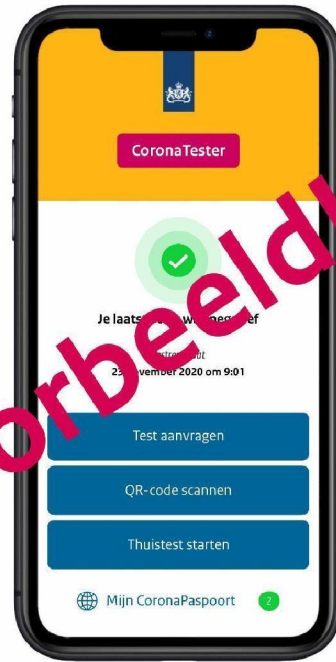 CoronaTester
Je laats
23 november 2020 om 9:01
Test aanvragen
QR-code scannen
Thuistest starten
Mijn CoronaPaspoort 2
orbeeld